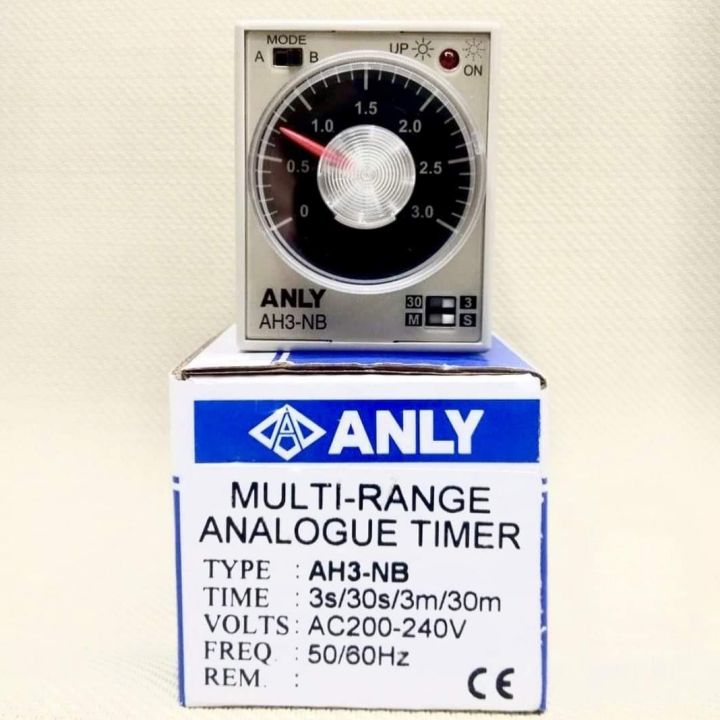 MODE
A B
UP ON
0 0.5 1.0 1.5 2.0 2.5 3.0
ANLY
AH3-NB
30 3
M S
ANLY
MULTI-RANGE
ANALOGUE TIMER
TYPE : AH3-NB
TIME : 3s/30s/3m/30m
VOLTS: AC200-240V
FREQ. : 50/60Hz
REM. :
CE